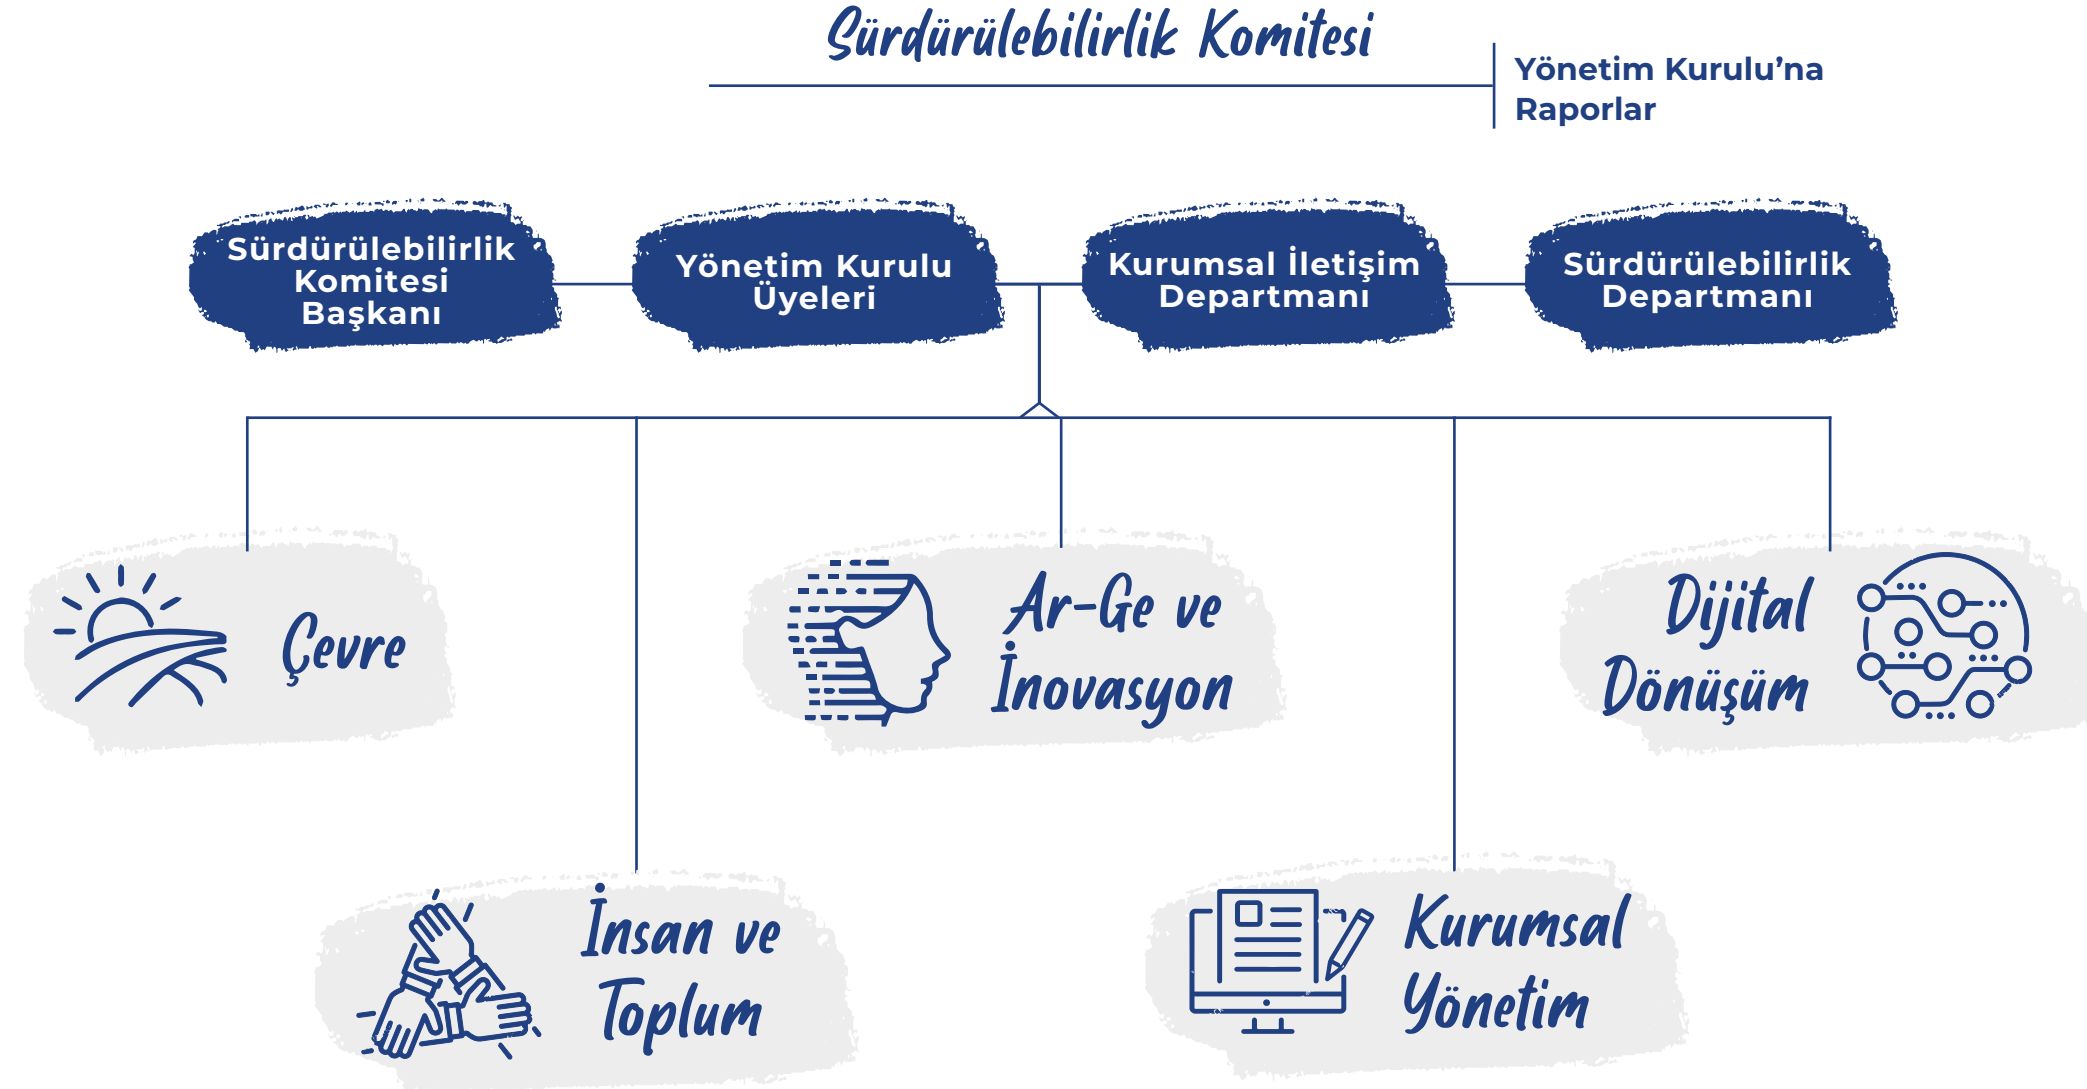 Sürdürülebilirlik Komitesi
Yönetim Kurulu’na
Raporlar
Sürdürülebilirlik
Komitesi
Başkanı
Yönetim Kurulu
Üyeleri
Kurumsal İletişim
Departmanı
Sürdürülebilirlik
Departmanı
Çevre
Ar-Ge ve
İnovasyon
Dijital
Dönüşüm
İnsan ve
Toplum
Kurumsal
Yönetim